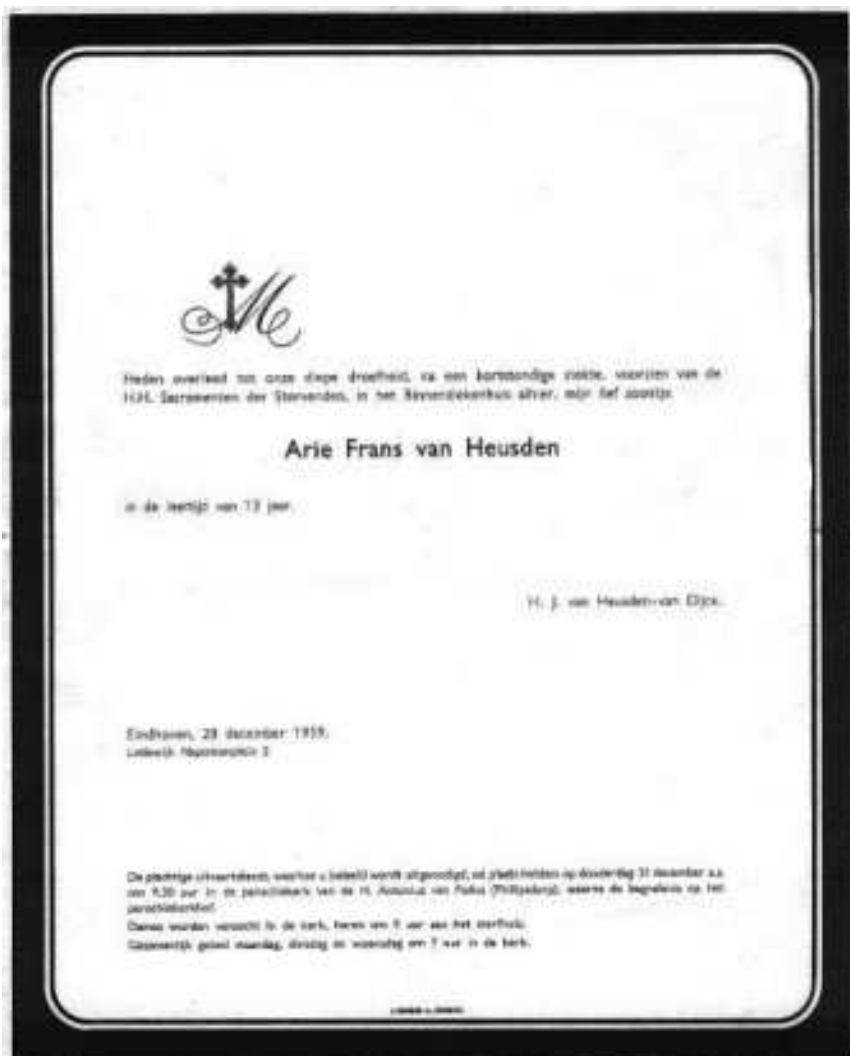 Heden overleed tot onze diepe droefheid, na een kortstondige ziekte, voorzien van de
H.H. Sacramenten der Stervenden, in het Binnenziekenhuis alhier, mijn lief zoontje
Arie Frans van Heusden
in de leeftijd van 13 jaar.
H. J. van Heusden-van Dijck.
Eindhoven, 28 december 1959.
Lodewijk Napoleonplein 5
De plechtige uitvaartdienst, waartoe u beleefd wordt uitgenodigd, zal plaats hebben op donderdag 31 december a.s.
om 9.30 uur in de parochiekerk van de H. Antonius van Padua (Philipsdorp), waarna de begrafenis op het
parochiekerkhof.
Dames worden verzocht in de kerk, heren om 9 uur aan het sterfhuis.
Gezamenlijk gebed maandag, dinsdag en woensdag om 7 uur in de kerk.